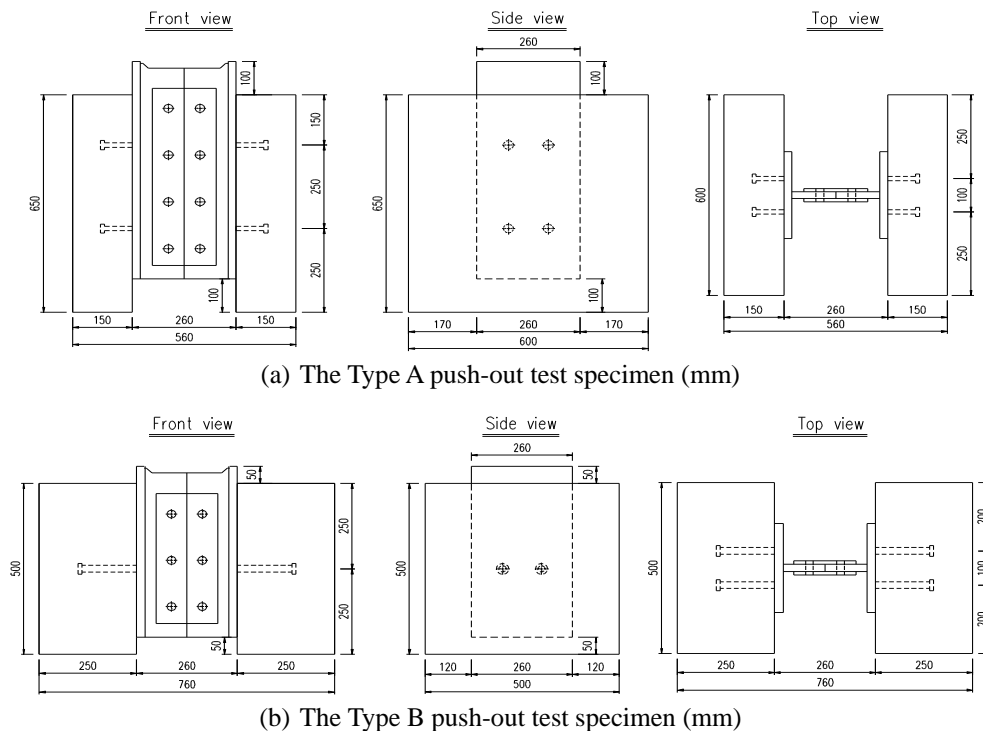 Front view
Side view
Top view
260
100
100
150
250
250
650
650
600
250
100
250
100
100
150 260 150
560
170 260 170
600
150 260 150
560
(a) The Type A push-out test specimen (mm)
Front view
Side view
Top view
260
50
50
500
250
250
500
500
200
100
200
50
50
250 260 250
760
120 260 120
500
250 260 250
760
(b) The Type B push-out test specimen (mm)